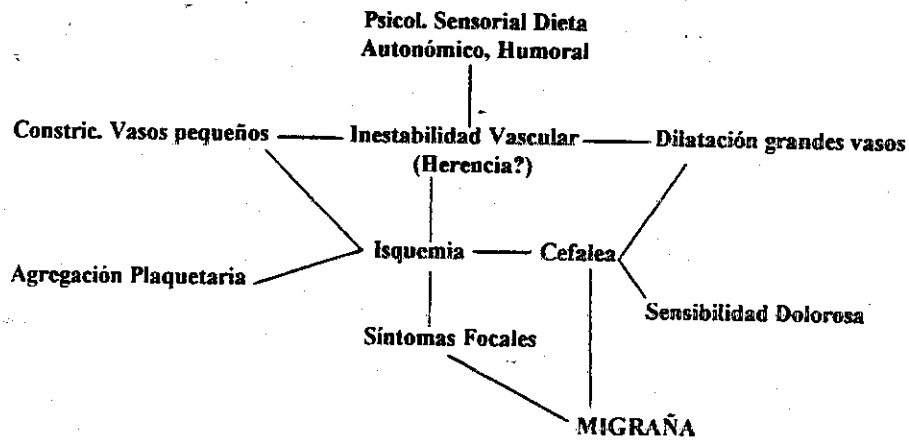 Psicol. Sensorial Dieta
Autonómico, Humoral
Constric. Vasos pequeños
Inestabilidad Vascular
(Herencia?)
Dilatación grandes vasos
Isquemia
Cefalea
Agregación Plaquetaria
Sensibilidad Dolorosa
Síntomas Focales
MIGRAÑA